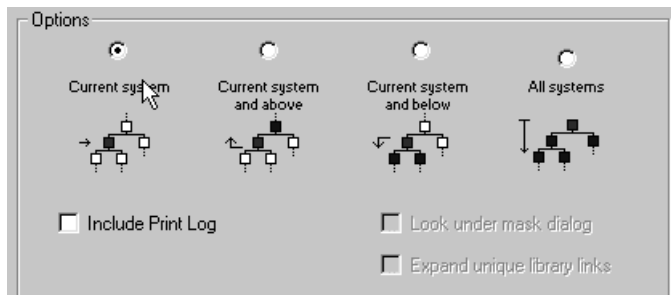 Options
Current system
Current system
and above
Current system
and below
All systems
Include Print Log
Look under mask dialog
Expand unique library links